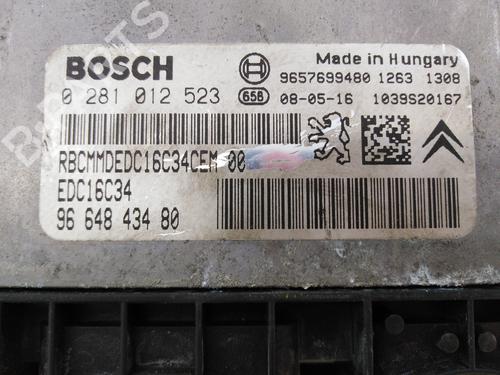 BOSCH
Made in Hungary
9657699480 1263 1308
0 281 012 523
658
08-05-16 1039S20167
RBCMMDEDC16C34CEM 00
EDC16C34
96 648 434 80